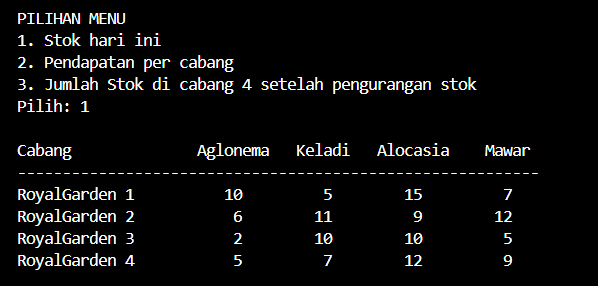 PILIHAN MENU
1. Stok hari ini
2. Pendapatan per cabang
3. Jumlah Stok di cabang 4 setelah pengurangan stok
Pilih: 1
Cabang Aglonema Keladi Alocasia Mawar
----------------------------------------------------------
RoyalGarden 1 10 5 15 7
RoyalGarden 2 6 11 9 12
RoyalGarden 3 2 10 10 5
RoyalGarden 4 5 7 12 9